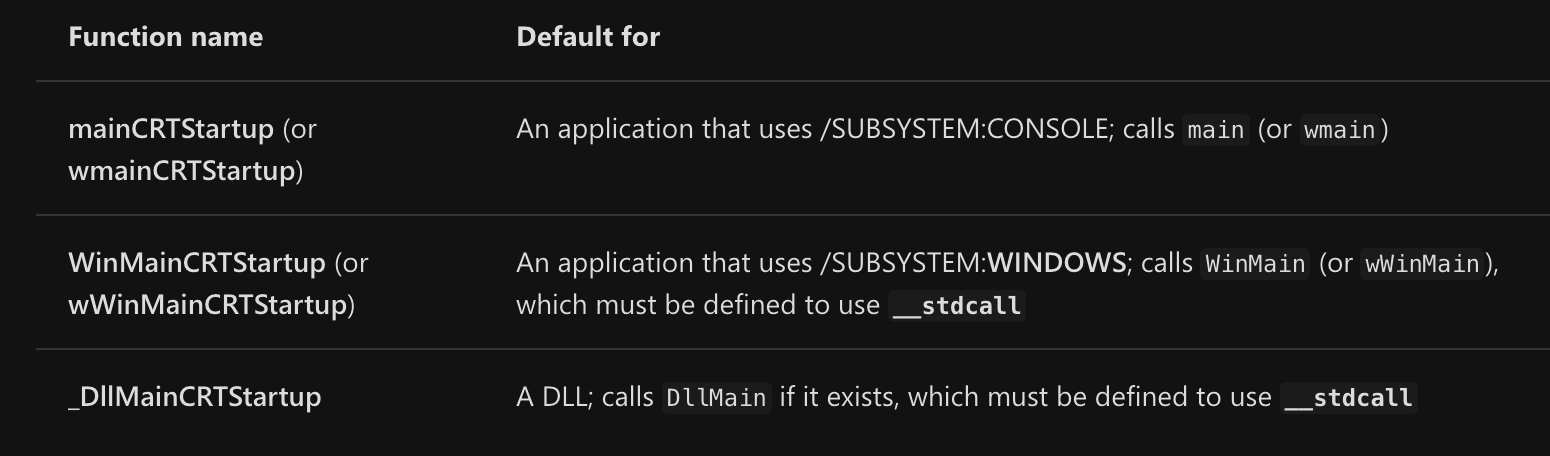 Function name Default for
mainCRTStartup (or An application that uses /SUBSYSTEM:CONSOLE; calls main (or wmain)
wmainCRTStartup)
WinMainCRTStartup (or An application that uses /SUBSYSTEM:WINDOWS; calls WinMain (or wWinMain),
wWinMainCRTStartup) which must be defined to use __stdcall
_DllMainCRTStartup A DLL; calls DllMain if it exists, which must be defined to use __stdcall